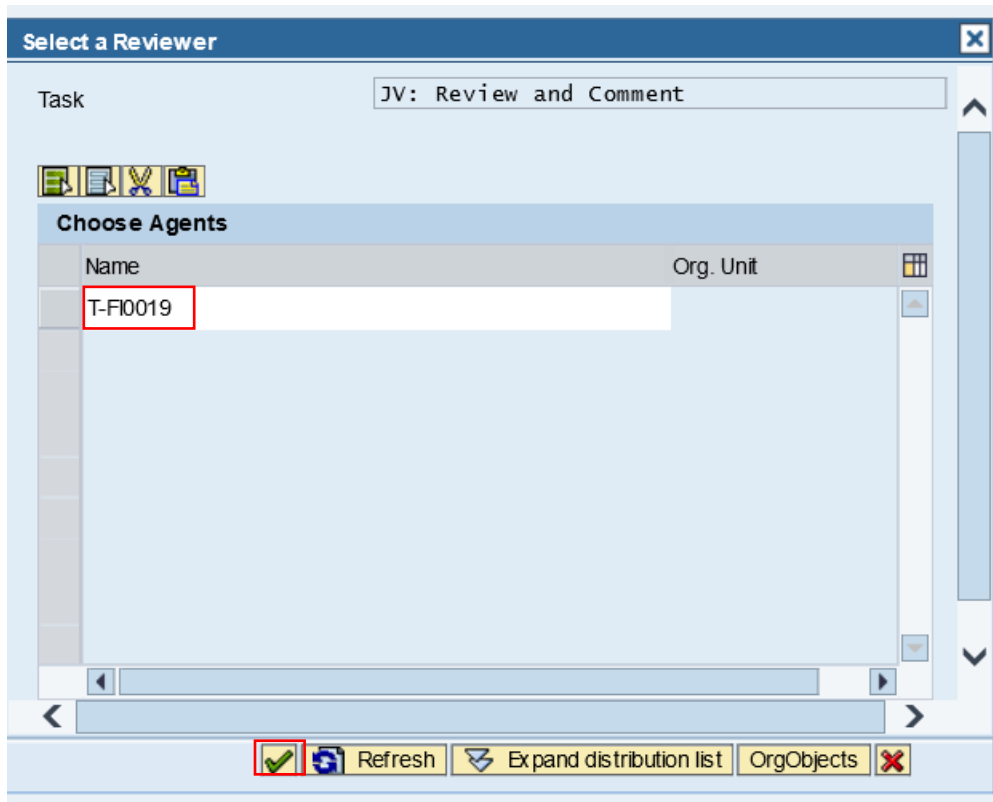 Select a Reviewer
Task
JV: Review and Comment
Choose Agents
Name Org. Unit
T-FI0019
Refresh Expand distribution list OrgObjects